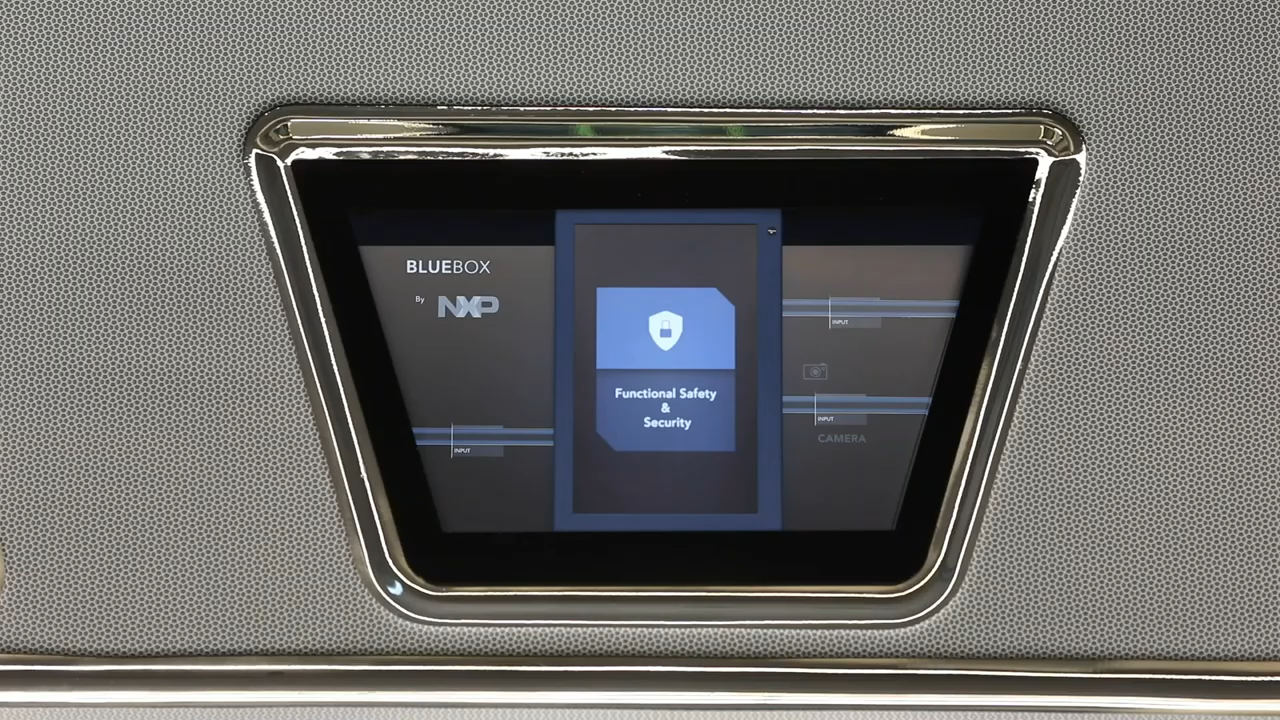 BLUEBOX
By NXP
INPUT
Functional Safety
&
Security
INPUT
INPUT
CAMERA